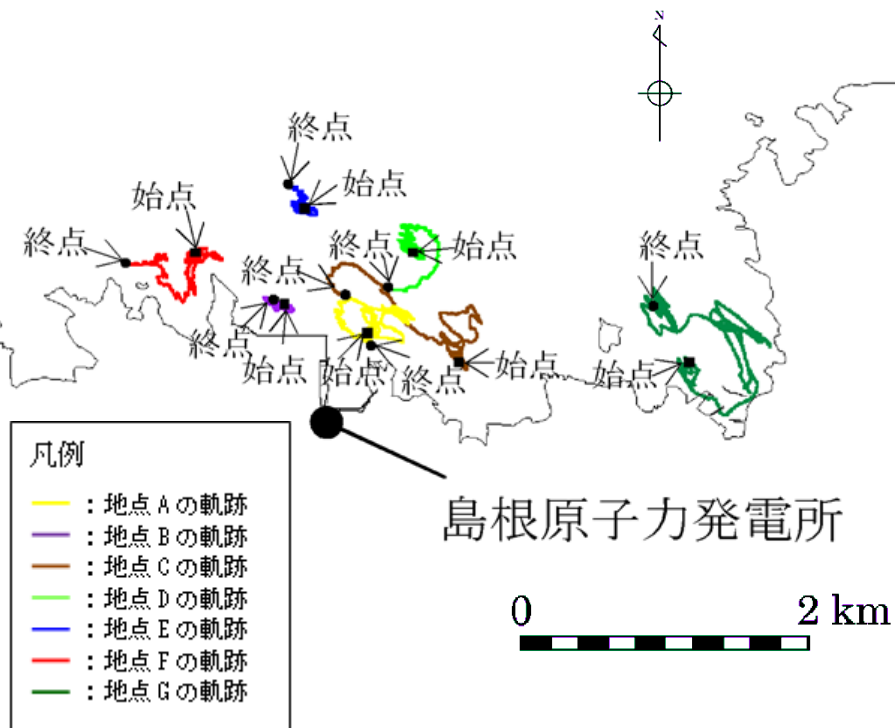 N
終点
始点
始点
終点
終点
始点
終点
終点
終点
始点
始点
始点
終点
始点
島根原子力発電所
凡例
：地点Aの軌跡
：地点Bの軌跡
：地点Cの軌跡
：地点Dの軌跡
：地点Eの軌跡
：地点Fの軌跡
：地点Gの軌跡
0 2 km